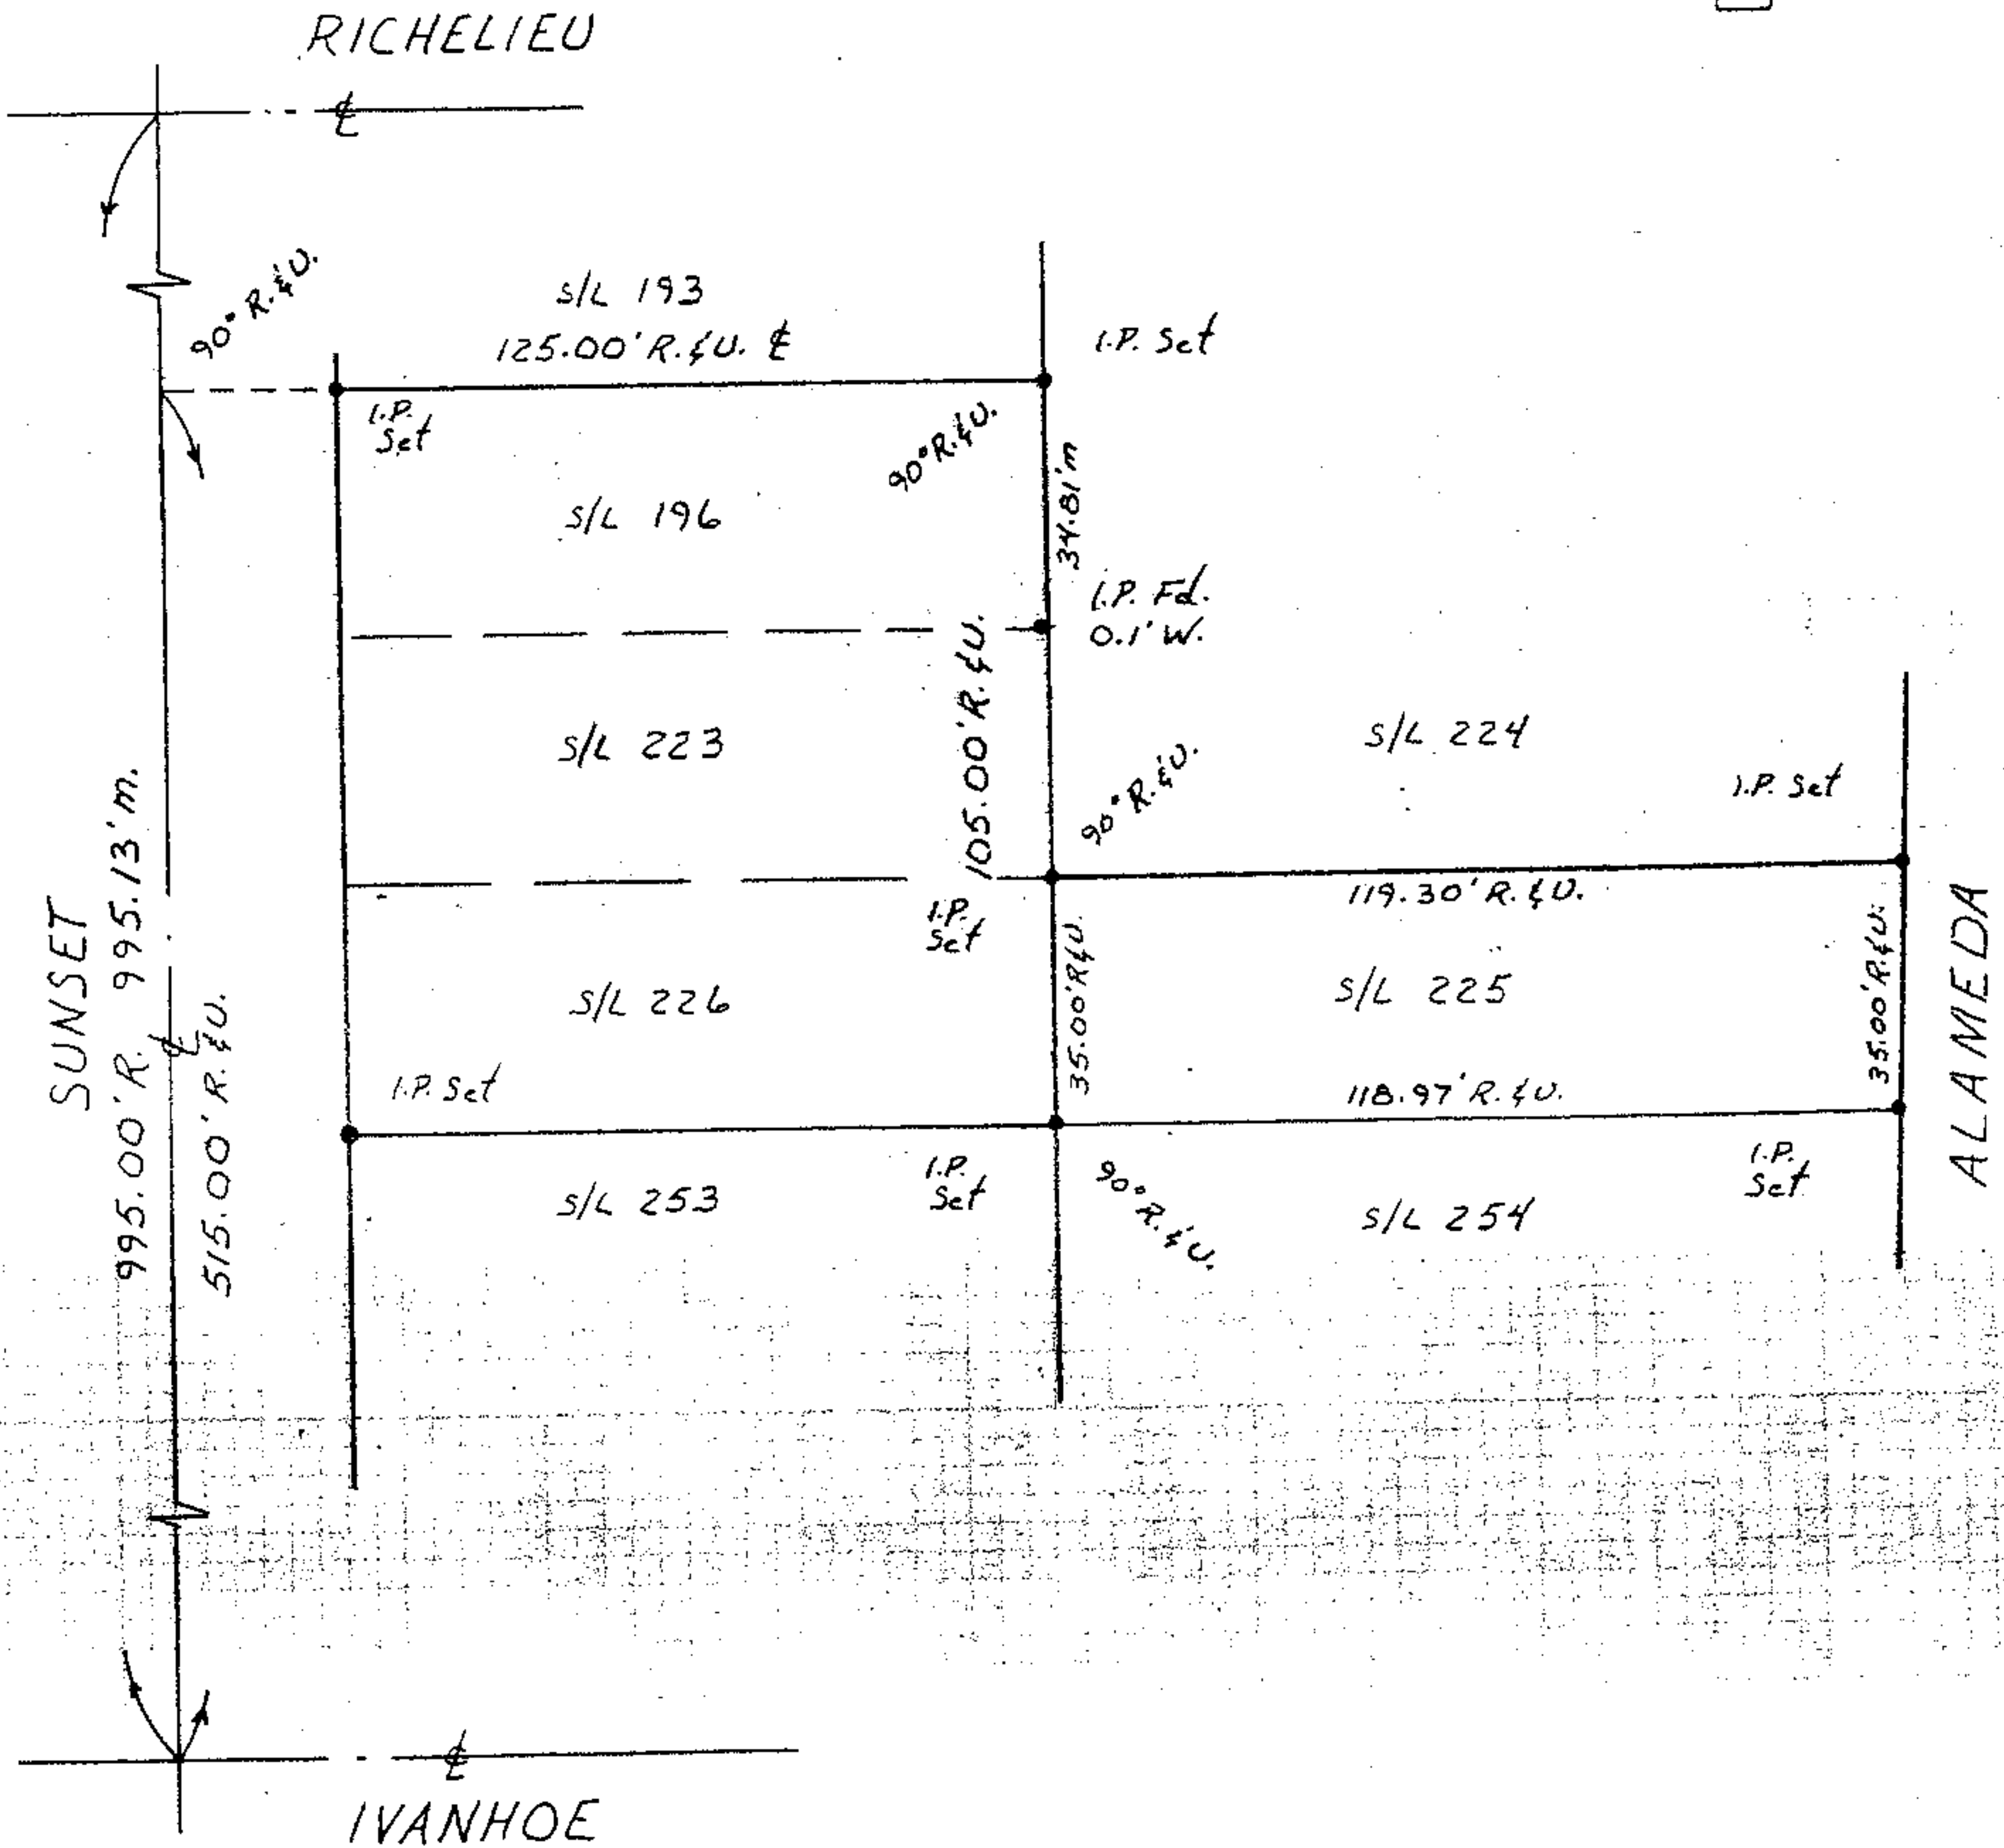 RICHELIEU
℄
90° R.&U.
S/L 193
125.00' R.&U. ℄
I.P. Set
I.P.
Set
90° R.&U.
34.81'm
S/L 196
I.P. Fd.
0.1' W.
105.00' R.&U.
S/L 223
90° R.&U.
S/L 224
I.P. Set
119.30' R.&U.
I.P.
Set
SUNSET
995.00' R. 995.13' m.
℄
515.00' R.&U.
S/L 226
35.00' R&U.
S/L 225
35.00' R.&U.
ALAMEDA
I.P. Set
118.97' R.&U.
S/L 253
I.P.
Set
90° R.&U.
S/L 254
I.P.
Set
℄
IVANHOE